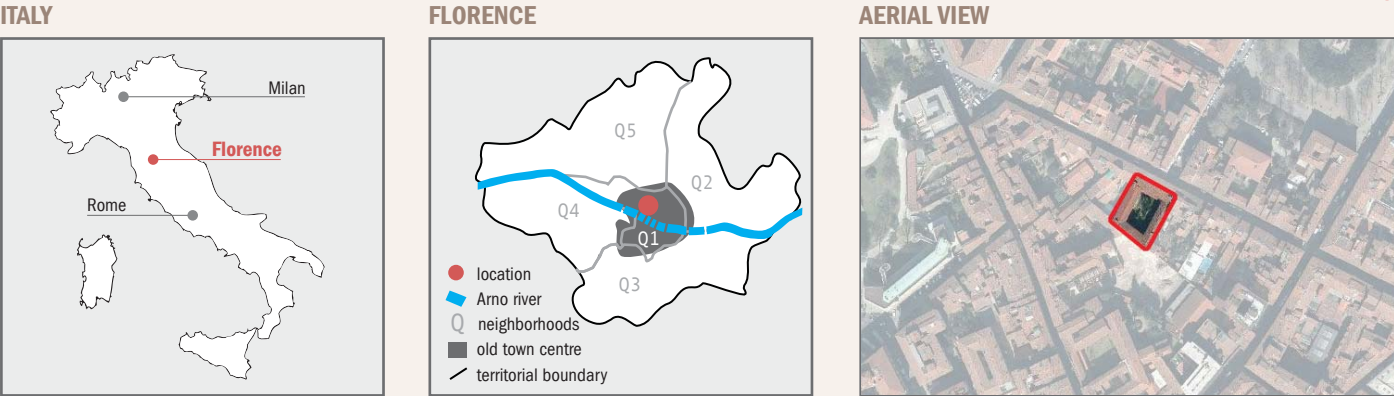 ITALY
Milan
Florence
Rome
FLORENCE
Q5
Q2
Q4
Q1
Q3
location
Arno river
Q neighborhoods
old town centre
territorial boundary
AERIAL VIEW